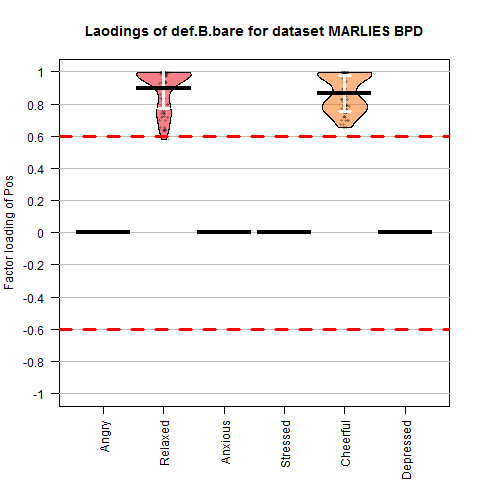 Laodings of def.B.bare for dataset MARLIES BPD
Factor loading of Pos
1
0.8
0.6
0.4
0.2
0
-0.2
-0.4
-0.6
-0.8
-1
Angry
Relaxed
Anxious
Stressed
Cheerful
Depressed